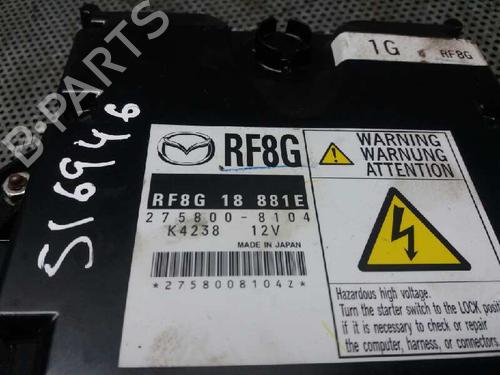 B-PARTS
1G
RF8G
516946
RF8G
RF8G 18 881E
275800-8104
K4238 12V
MADE IN JAPAN
*2758008104Z*
WARNING
WARNUNG
ATTENTION
Hazardous high voltage.
Turn the starter switch to the LOCK posit
if it is necessary to check or repair
the computer, harness, or connectors.